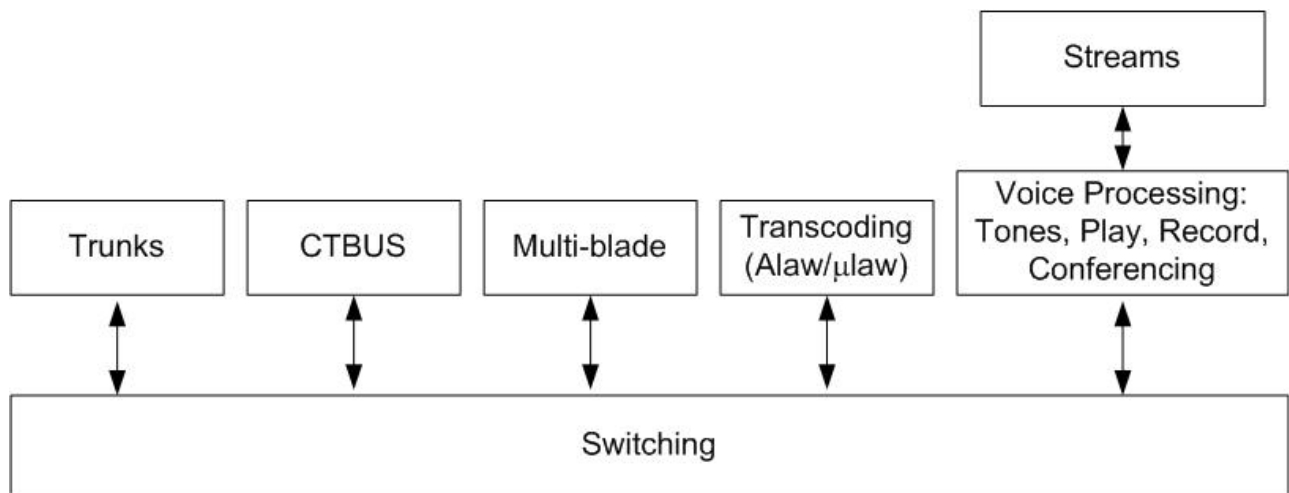 Streams
Trunks
CTBUS
Multi-blade
Transcoding
(Alaw/μlaw)
Voice Processing:
Tones, Play, Record,
Conferencing
Switching